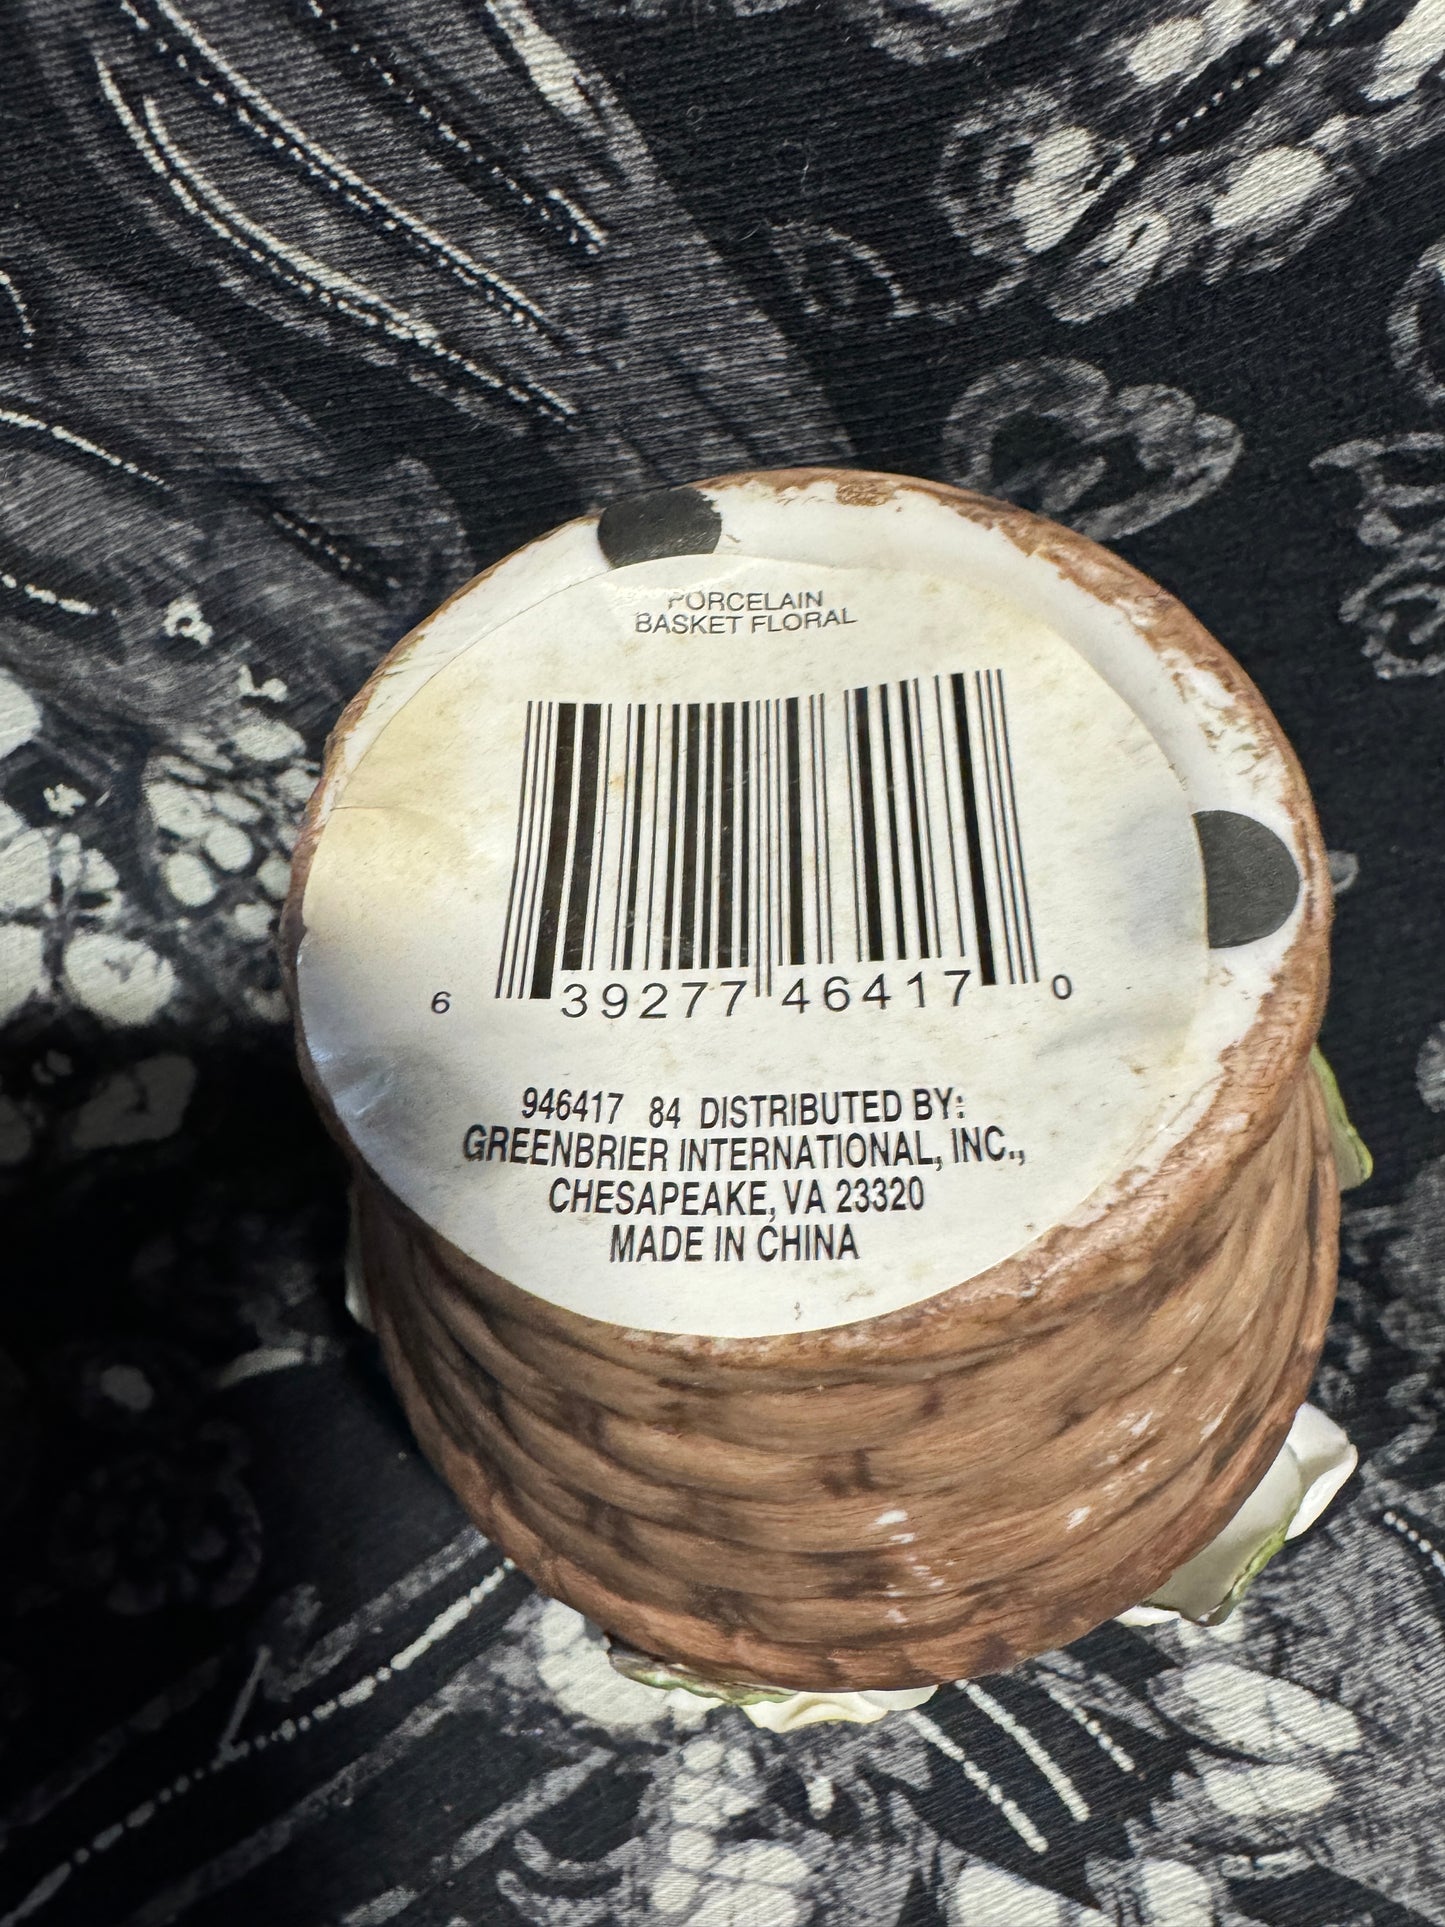 PORCELAIN
BASKET FLORAL
6 39277 46417 0
946417 84 DISTRIBUTED BY:
GREENBRIER INTERNATIONAL, INC.,
CHESAPEAKE, VA 23320
MADE IN CHINA